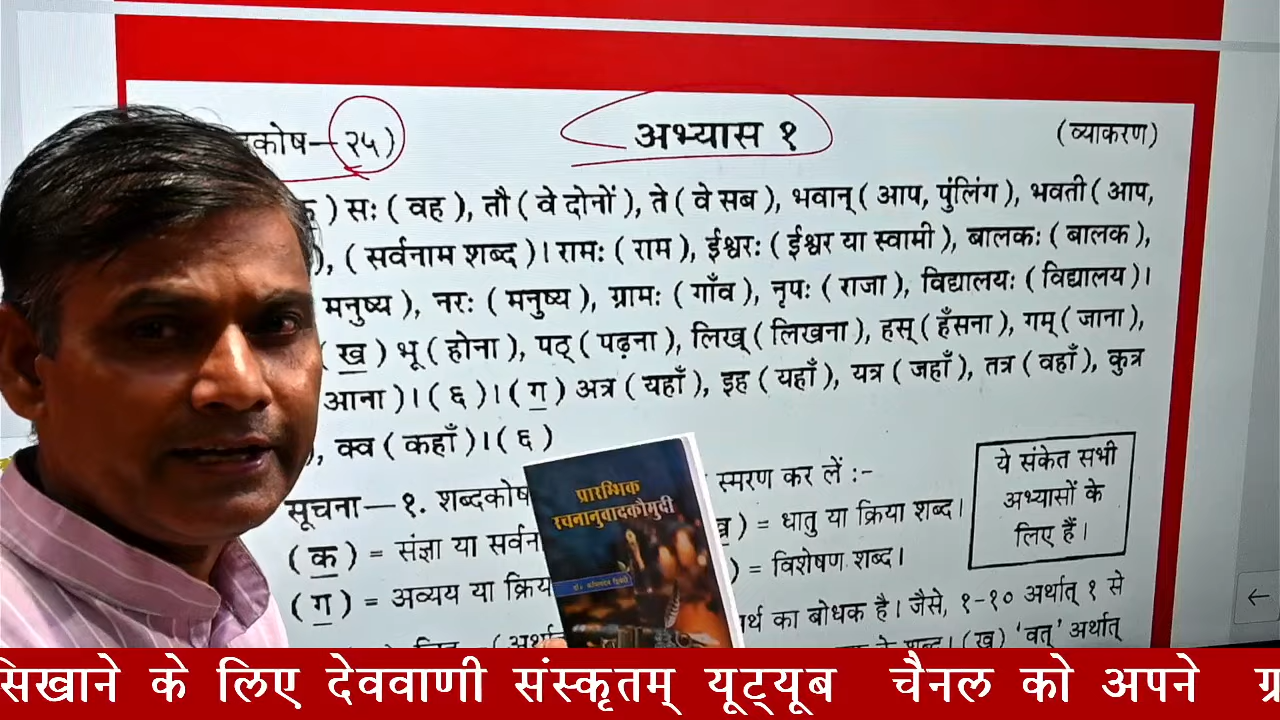 कोष—२५)
अभ्यास १
(व्याकरण)
) सः ( वह ), तौ ( वे दोनों ), ते ( वे सब ), भवान् ( आप, पुंलिंग ), भवती ( आप,
), ( सर्वनाम शब्द )। रामः ( राम ), ईश्वरः ( ईश्वर या स्वामी ), बालकः ( बालक ),
मनुष्य ), नरः ( मनुष्य ), ग्रामः ( गाँव ), नृपः ( राजा ), विद्यालयः ( विद्यालय )।
( ख ) भू ( होना ), पठ् ( पढ़ना ), लिख् ( लिखना ), हस् ( हँसना ), गम् ( जाना ),
आना )। ( ६ )। ( ग ) अत्र ( यहाँ ), इह ( यहाँ ), यत्र ( जहाँ ), तत्र ( वहाँ ), कुत्र
), क्व ( कहाँ )। ( ६ )
सूचना—१. शब्दकोष स्मरण कर लें :-
( क ) = संज्ञा या सर्वन ) = धातु या क्रिया शब्द।
( ग ) = अव्यय या क्रिय ) = विशेषण शब्द।
र्थ का बोधक है। जैसे, १-१० अर्थात् १ से
(ख) 'वत्' अर्थात्
ये संकेत सभी
अभ्यासों के
लिए हैं।
प्रारम्भिक
रचनानुवादकौमुदी
सिखाने के लिए देववाणी संस्कृतम् यूट्यूब चैनल को अपने ग्र